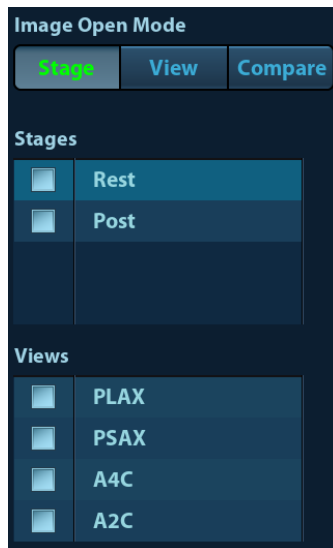 Image Open Mode
Stage View Compare
Stages
Rest
Post
Views
PLAX
PSAX
A4C
A2C